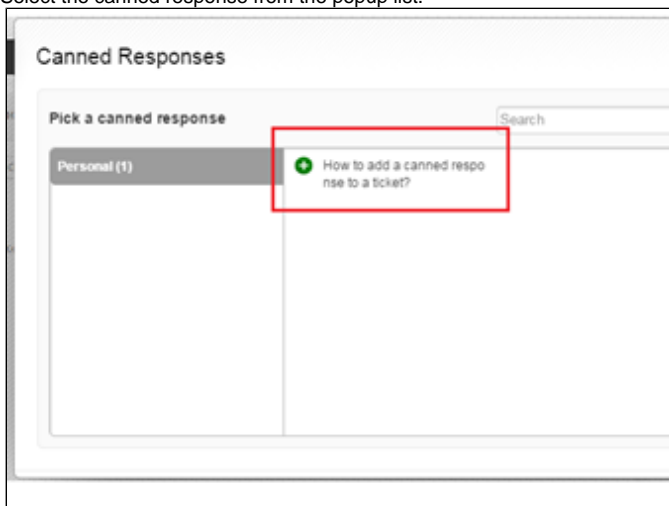 Select the canned response from the popup list.
Canned Responses
Pick a canned response
Search
Personal (1)
How to add a canned respo
nse to a ticket?